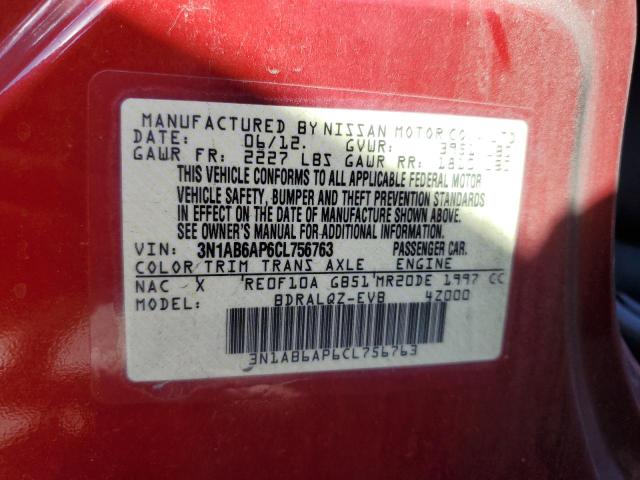 MANUFACTURED BY NISSAN MOTOR CO
DATE: 06/12. GVWR:
GAWR FR: 2227 LBS GAWR RR:
THIS VEHICLE CONFORMS TO ALL APPLICABLE FEDERAL MOTOR
VEHICLE SAFETY, BUMPER AND THEFT PREVENTION STANDARDS
IN EFFECT ON THE DATE OF MANUFACTURE SHOWN ABOVE.
SEE OWNER'S MANUAL FOR ADDITIONAL INFORMATION.
VIN: 3N1AB6AP6CL756763 PASSENGER CAR.
COLOR/TRIM TRANS AXLE ENGINE
NAC X 'RE0F10A GB51'MR20DE 1997 CC
MODEL: BDRALQZ-EVB 4Z000
3N1AB6AP6CL756763